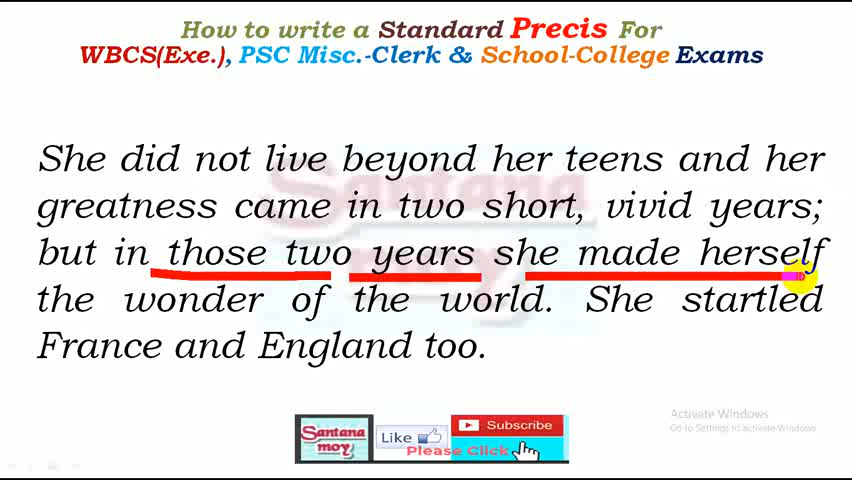 How to write a Standard Precis For
WBCS(Exe.), PSC Misc.-Clerk & School-College Exams
She did not live beyond her teens and her
greatness came in two short, vivid years;
but in those two years she made herself
the wonder of the world. She startled
France and England too.
Santana
moy
Like
Subscribe
Please Click
Activate Windows
Go to Settings to activate Windows
Santana
moy